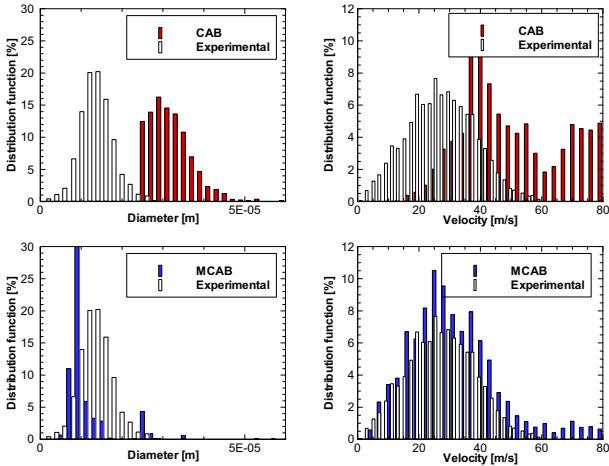 30
25
20
15
10
5
0
Distribution function [%]
CAB
Experimental
0
5E-05
Diameter [m]
12
10
8
6
4
2
0
Distribution function [%]
CAB
Experimental
20
40
60
80
Velocity [m/s]
30
25
20
15
10
5
0
Distribution function [%]
MCAB
Experimental
0
5E-05
Diameter [m]
12
10
8
6
4
2
0
Distribution function [%]
MCAB
Experimental
20
40
60
80
Velocity [m/s]